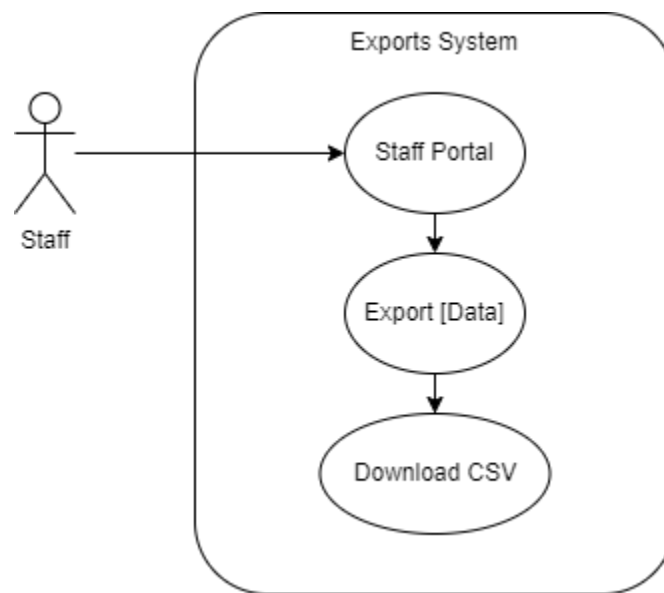 Exports System
Staff Portal
Staff
Export [Data]
Download CSV